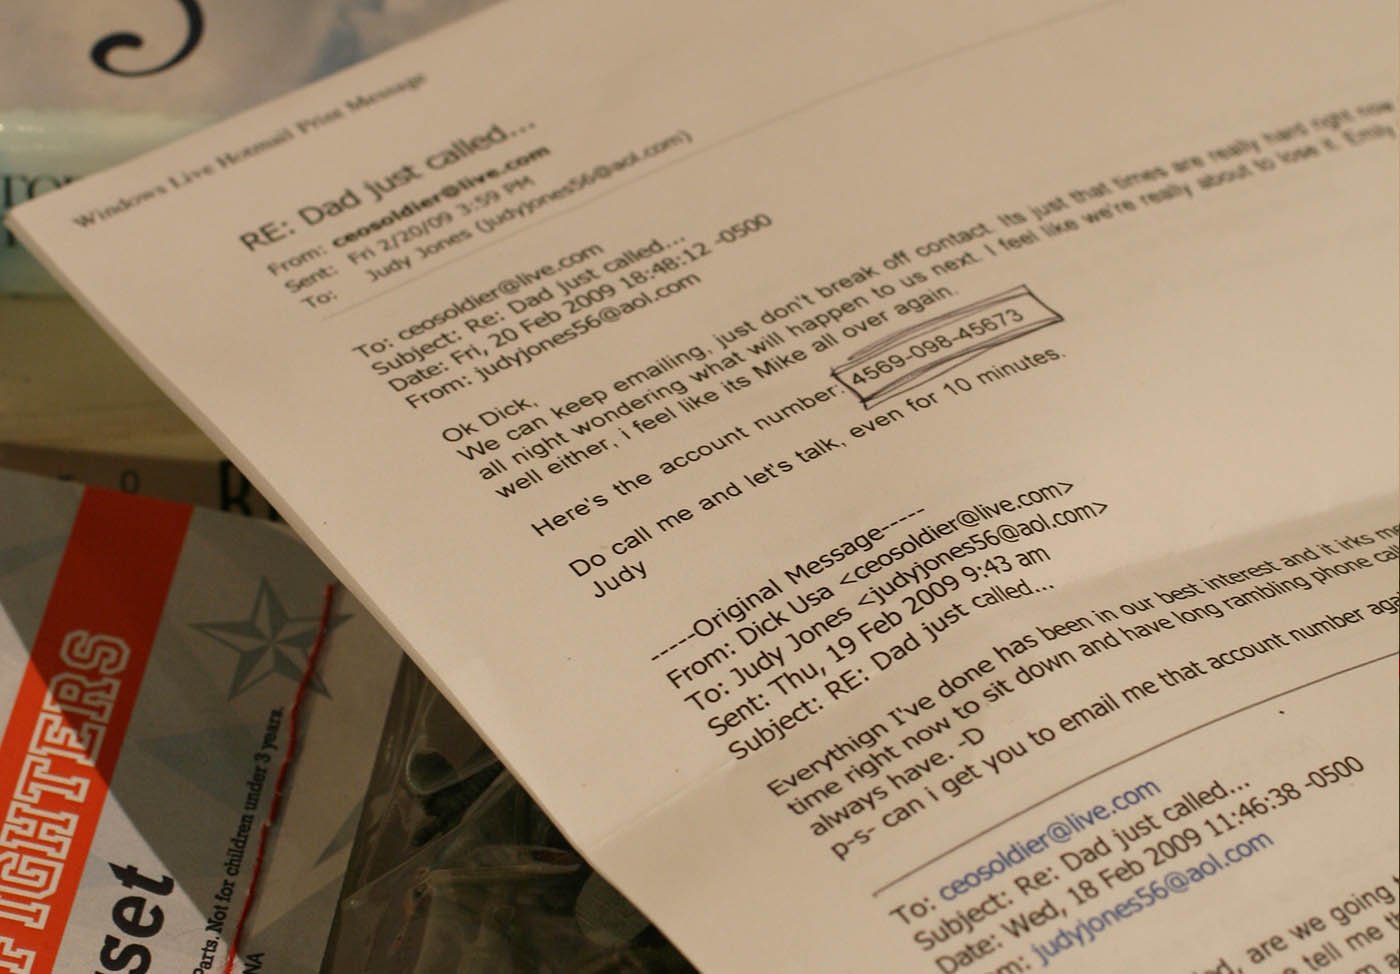 Windows Live Hotmail Print Message
RE: Dad just called...
From: ceosoldier@live.com
Sent: Fri 2/20/09 3:59 PM
To: Judy Jones (judyjones56@aol.com)
To: ceosoldier@live.com
Subject: Re: Dad just called...
Date: Fri, 20 Feb 2009 18:48:12 -0500
From: judyjones56@aol.com
Ok Dick,
We can keep emailing, just don't break off contact. Its just that times are really hard right now
all night wondering what will happen to us next. I feel like we're really about to lose it. Emily
well either, i feel like its Mike all over again.
Here's the account number: 4569-098-45673
Do call me and let's talk, even for 10 minutes.
Judy
-----Original Message-----
From: Dick Usa <ceosoldier@live.com>
To: Judy Jones <judyjones56@aol.com>
Sent: Thu, 19 Feb 2009 9:43 am
Subject: RE: Dad just called...
Everythign I've done has been in our best interest and it irks me
time right now to sit down and have long rambling phone cal
always have. -D
p-s- can i get you to email me that account number aga
To: ceosoldier@live.com
Subject: Re: Dad just called...
Date: Wed, 18 Feb 2009 11:46:38 -0500
om: judyjones56@aol.com
, are we going
tell me
FIGHTERS
sset
Parts. Not for children under 3 years.
NA